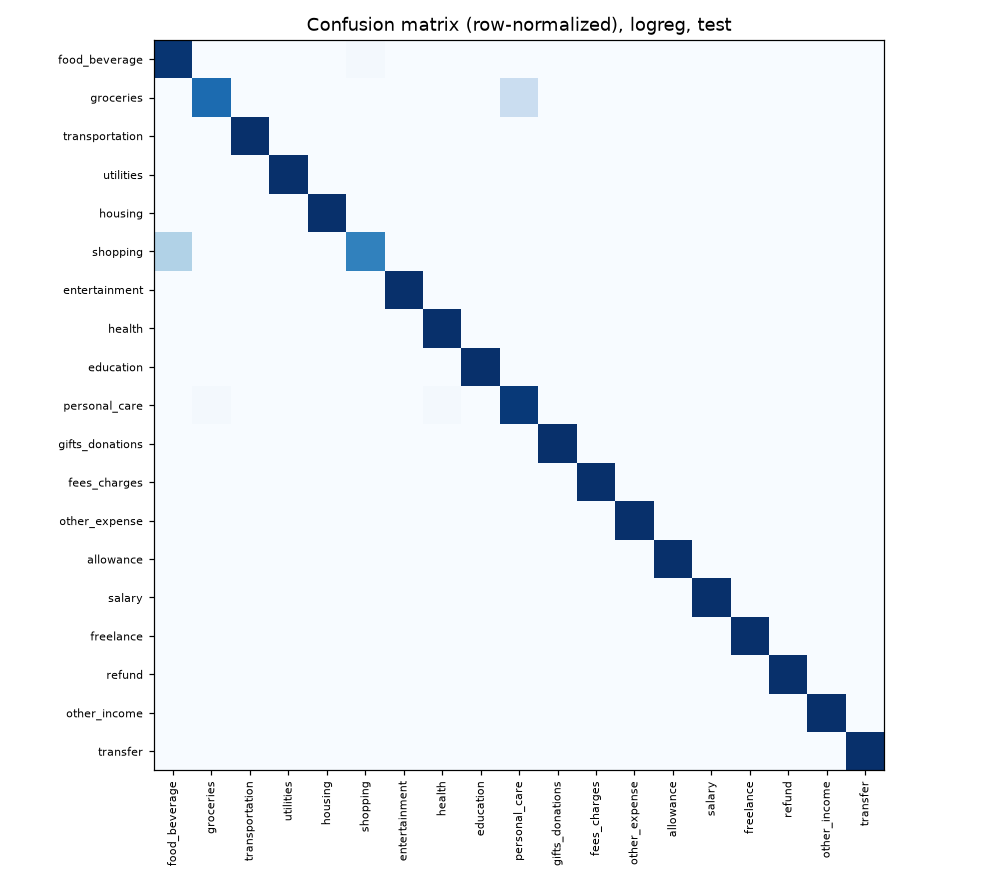 Confusion matrix (row-normalized), logreg, test
food_beverage
groceries
transportation
utilities
housing
shopping
entertainment
health
education
personal_care
gifts_donations
fees_charges
other_expense
allowance
salary
freelance
refund
other_income
transfer
food_beverage
groceries
transportation
utilities
housing
shopping
entertainment
health
education
personal_care
gifts_donations
fees_charges
other_expense
allowance
salary
freelance
refund
other_income
transfer